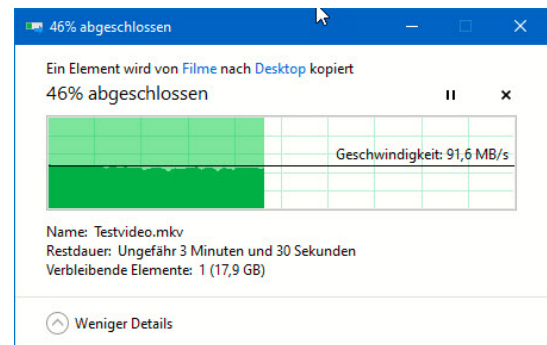 46% abgeschlossen
Ein Element wird von Filme nach Desktop kopiert
46% abgeschlossen
Geschwindigkeit: 91,6 MB/s
Name: Testvideo.mkv
Restdauer: Ungefähr 3 Minuten und 30 Sekunden
Verbleibende Elemente: 1 (17,9 GB)
Weniger Details